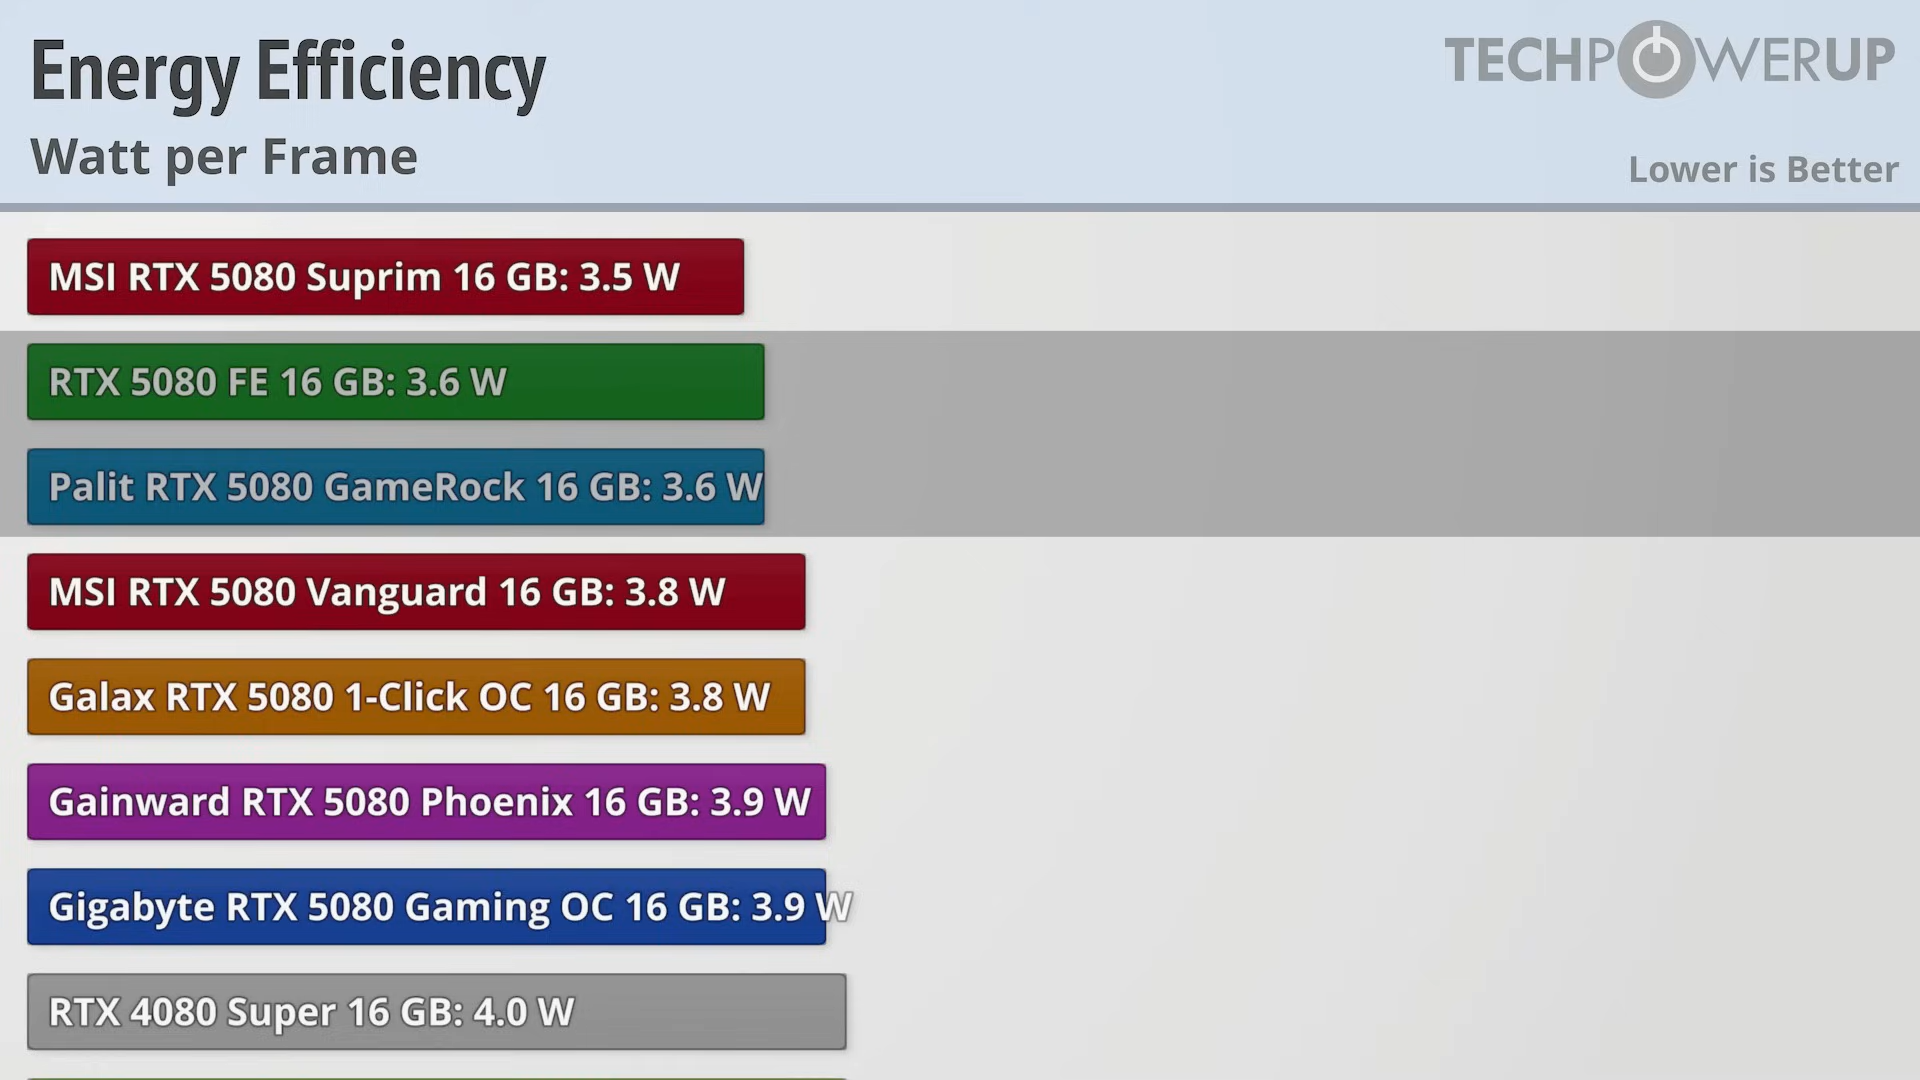 Energy Efficiency
TECHPOWERUP
Watt per Frame
Lower is Better
MSI RTX 5080 Suprim 16 GB: 3.5 W
RTX 5080 FE 16 GB: 3.6 W
Palit RTX 5080 GameRock 16 GB: 3.6 W
MSI RTX 5080 Vanguard 16 GB: 3.8 W
Galax RTX 5080 1-Click OC 16 GB: 3.8 W
Gainward RTX 5080 Phoenix 16 GB: 3.9 W
Gigabyte RTX 5080 Gaming OC 16 GB: 3.9 W
RTX 4080 Super 16 GB: 4.0 W